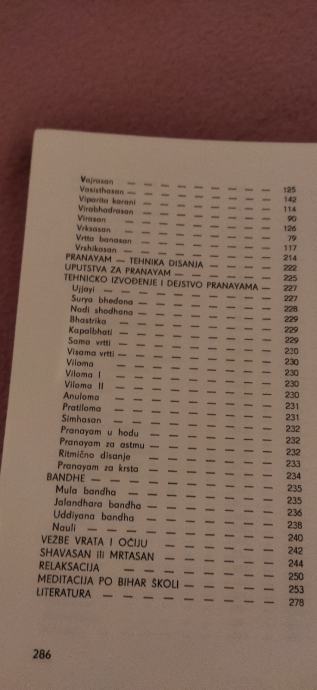 Vajrasan — — — — — — — — 125
Vasisthasan — — — — — — — — 142
Viparita karani — — — — — — — 114
Virabhadrasan — — — — — — — 90
Virasan — — — — — — — — 126
Vrksasan — — — — — — — — 79
Vrtta banasan — — — — — — — 117
Vrshikasan — — — — — — — — 214
PRANAYAM — TEHNIKA DISANJA — — — — 222
UPUTSTVA ZA PRANAYAM — — — — — 225
TEHNIČKO IZVOĐENJE I DEJSTVO PRANAYAMA — 227
Ujjayi — — — — — — — — 227
Surya bhedana — — — — — — — 228
Nadi shodhana — — — — — — — 229
Bhastrika — — — — — — — — 229
Kapalbhati — — — — — — — — 229
Sama vrtti — — — — — — — — 230
Visama vrtti — — — — — — — — 230
Viloma — — — — — — — — 230
Viloma I — — — — — — — — 230
Viloma II — — — — — — — — 230
Anuloma — — — — — — — — 231
Pratiloma — — — — — — — — 231
Simhasan — — — — — — — — 232
Pranayam u hodu — — — — — — 232
Pranayam za astmu — — — — — — 232
Ritmično disanje — — — — — — 233
Pranayam za krsta — — — — — — 234
BANDHE — — — — — — — — 235
Mula bandha — — — — — — — 235
Jalandhara bandha — — — — — — 236
Uddiyana bandha — — — — — — 238
Nauli — — — — — — — — 240
VEŽBE VRATA I OČIJU — — — — — 242
SHAVASAN ILI MRTASAN — — — — — 244
RELAKSACIJA — — — — — — — 250
MEDITACIJA PO BIHAR ŠKOLI — — — — 253
LITERATURA — — — — — — — — 278
286